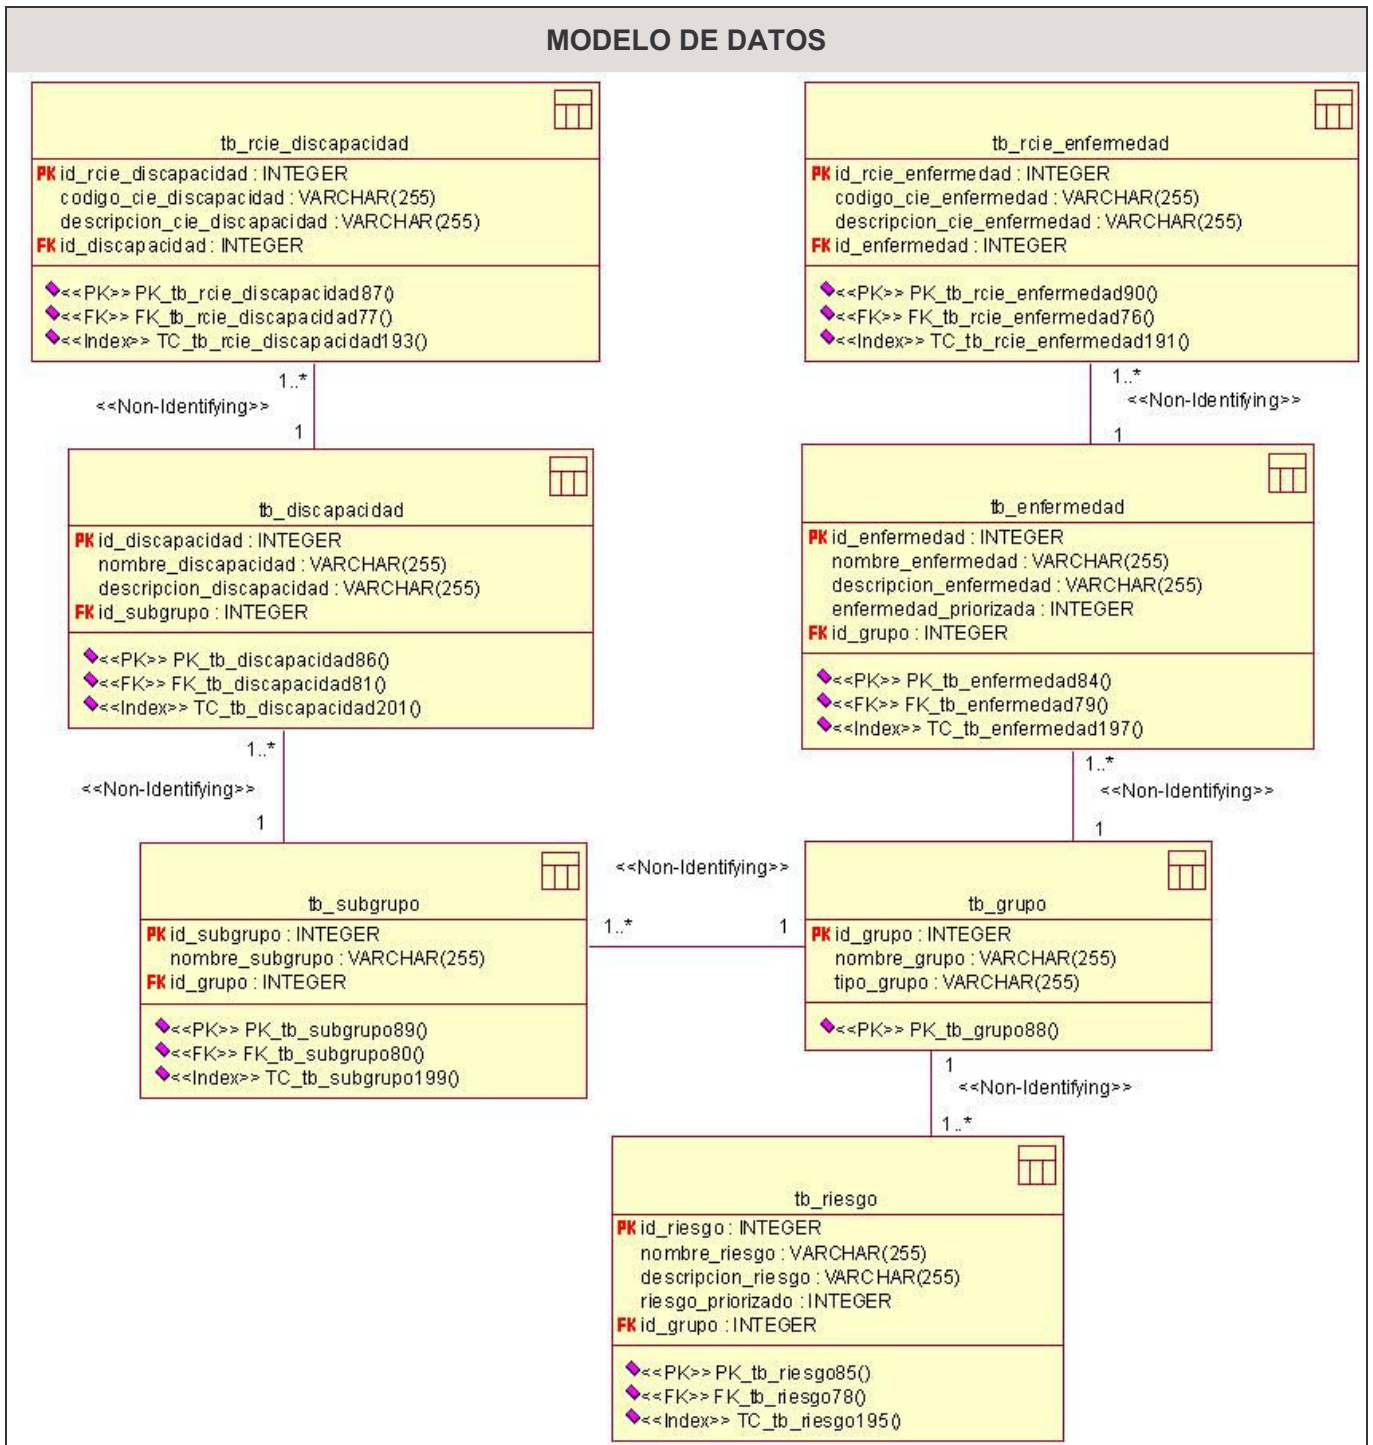 MODELO DE DATOS
tb_rcie_discapacidad
PK id_rcie_discapacidad : INTEGER
codigo_cie_discapacidad : VARCHAR(255)
descripcion_cie_discapacidad : VARCHAR(255)
FK id_discapacidad : INTEGER
<<PK>> PK_tb_rcie_discapacidad87()
<<FK>> FK_tb_rcie_discapacidad77()
<<Index>> TC_tb_rcie_discapacidad193()
tb_rcie_enfermedad
PK id_rcie_enfermedad : INTEGER
codigo_cie_enfermedad : VARCHAR(255)
descripcion_cie_enfermedad : VARCHAR(255)
FK id_enfermedad : INTEGER
<<PK>> PK_tb_rcie_enfermedad90()
<<FK>> FK_tb_rcie_enfermedad76()
<<Index>> TC_tb_rcie_enfermedad191()
1..*
<<Non-Identifying>>
1
1..*
<<Non-Identifying>>
1
tb_discapacidad
PK id_discapacidad : INTEGER
nombre_discapacidad : VARCHAR(255)
descripcion_discapacidad : VARCHAR(255)
FK id_subgrupo : INTEGER
<<PK>> PK_tb_discapacidad86()
<<FK>> FK_tb_discapacidad81()
<<Index>> TC_tb_discapacidad201()
tb_enfermedad
PK id_enfermedad : INTEGER
nombre_enfermedad : VARCHAR(255)
descripcion_enfermedad : VARCHAR(255)
enfermedad_priorizada : INTEGER
FK id_grupo : INTEGER
<<PK>> PK_tb_enfermedad84()
<<FK>> FK_tb_enfermedad79()
<<Index>> TC_tb_enfermedad197()
1..*
<<Non-Identifying>>
1
1..*
<<Non-Identifying>>
1
tb_subgrupo
PK id_subgrupo : INTEGER
nombre_subgrupo : VARCHAR(255)
FK id_grupo : INTEGER
<<PK>> PK_tb_subgrupo89()
<<FK>> FK_tb_subgrupo80()
<<Index>> TC_tb_subgrupo199()
<<Non-Identifying>>
1..*
1
tb_grupo
PK id_grupo : INTEGER
nombre_grupo : VARCHAR(255)
tipo_grupo : VARCHAR(255)
<<PK>> PK_tb_grupo88()
1
<<Non-Identifying>>
1..*
tb_riesgo
PK id_riesgo : INTEGER
nombre_riesgo : VARCHAR(255)
descripcion_riesgo : VARCHAR(255)
riesgo_priorizado : INTEGER
FK id_grupo : INTEGER
<<PK>> PK_tb_riesgo85()
<<FK>> FK_tb_riesgo78()
<<Index>> TC_tb_riesgo195()